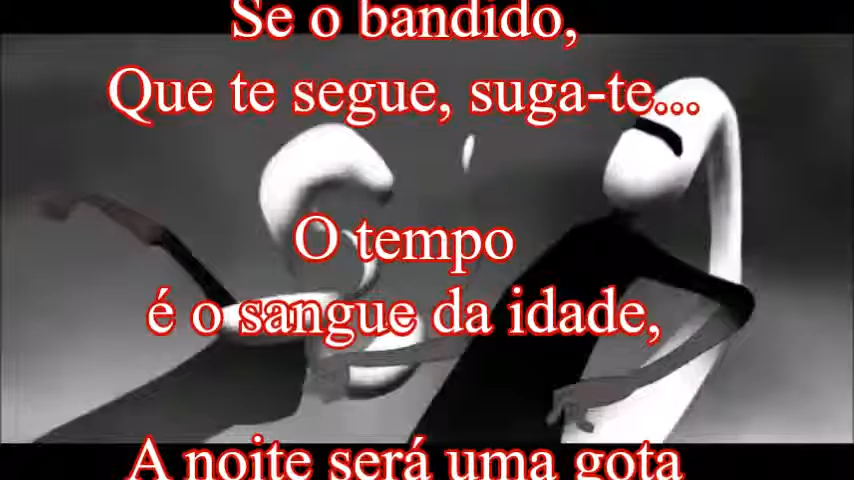 Se o bandido,
Que te segue, suga-te...
O tempo
é o sangue da idade,
A noite será uma gota